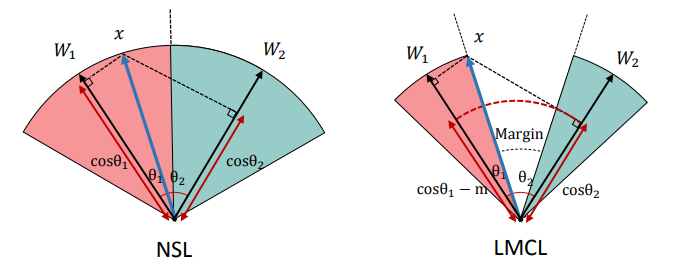 W₁
x
W₂
cosθ₁
θ₁
θ₂
cosθ₂
NSL
W₁
x
W₂
Margin
θ₁
θ₂
cosθ₁ − m
cosθ₂
LMCL